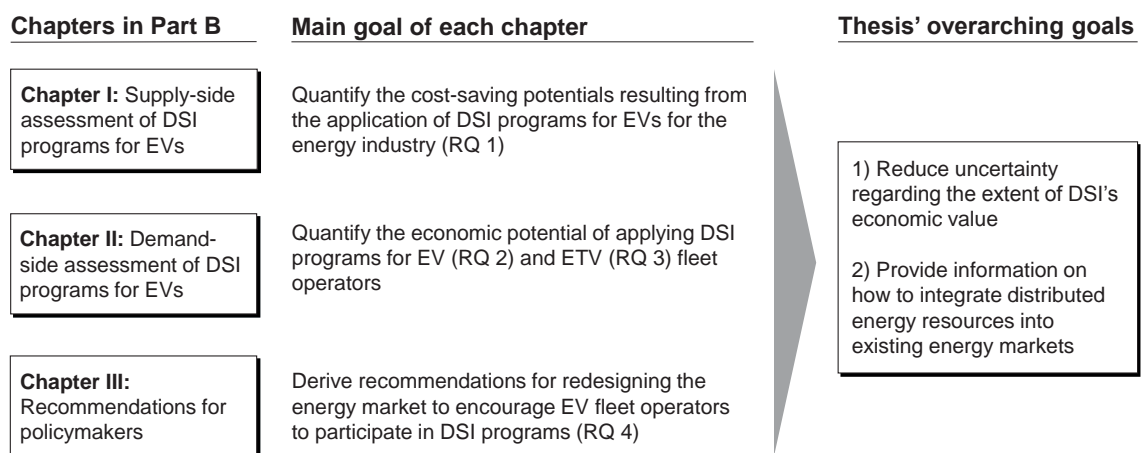 Chapters in Part B
Main goal of each chapter
Thesis' overarching goals
Chapter I: Supply-side
assessment of DSI
programs for EVs
Quantify the cost-saving potentials resulting from
the application of DSI programs for EVs for the
energy industry (RQ 1)
Chapter II: Demand-
side assessment of DSI
programs for EVs
Quantify the economic potential of applying DSI
programs for EV (RQ 2) and ETV (RQ 3) fleet
operators
Chapter III:
Recommendations for
policymakers
Derive recommendations for redesigning the
energy market to encourage EV fleet operators
to participate in DSI programs (RQ 4)
1) Reduce uncertainty
regarding the extent of DSI's
economic value
2) Provide information on
how to integrate distributed
energy resources into
existing energy markets